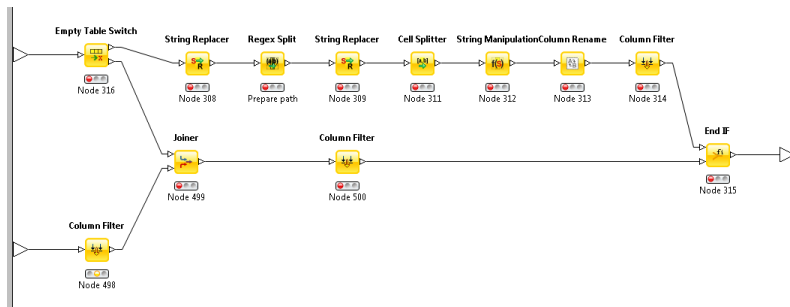 Empty Table Switch
Node 316
String Replacer
Node 308
Regex Split
Prepare path
String Replacer
Node 309
Cell Splitter
Node 311
String Manipulation
Node 312
Column Rename
Node 313
Column Filter
Node 314
Joiner
Node 499
Column Filter
Node 500
End IF
Node 315
Column Filter
Node 498